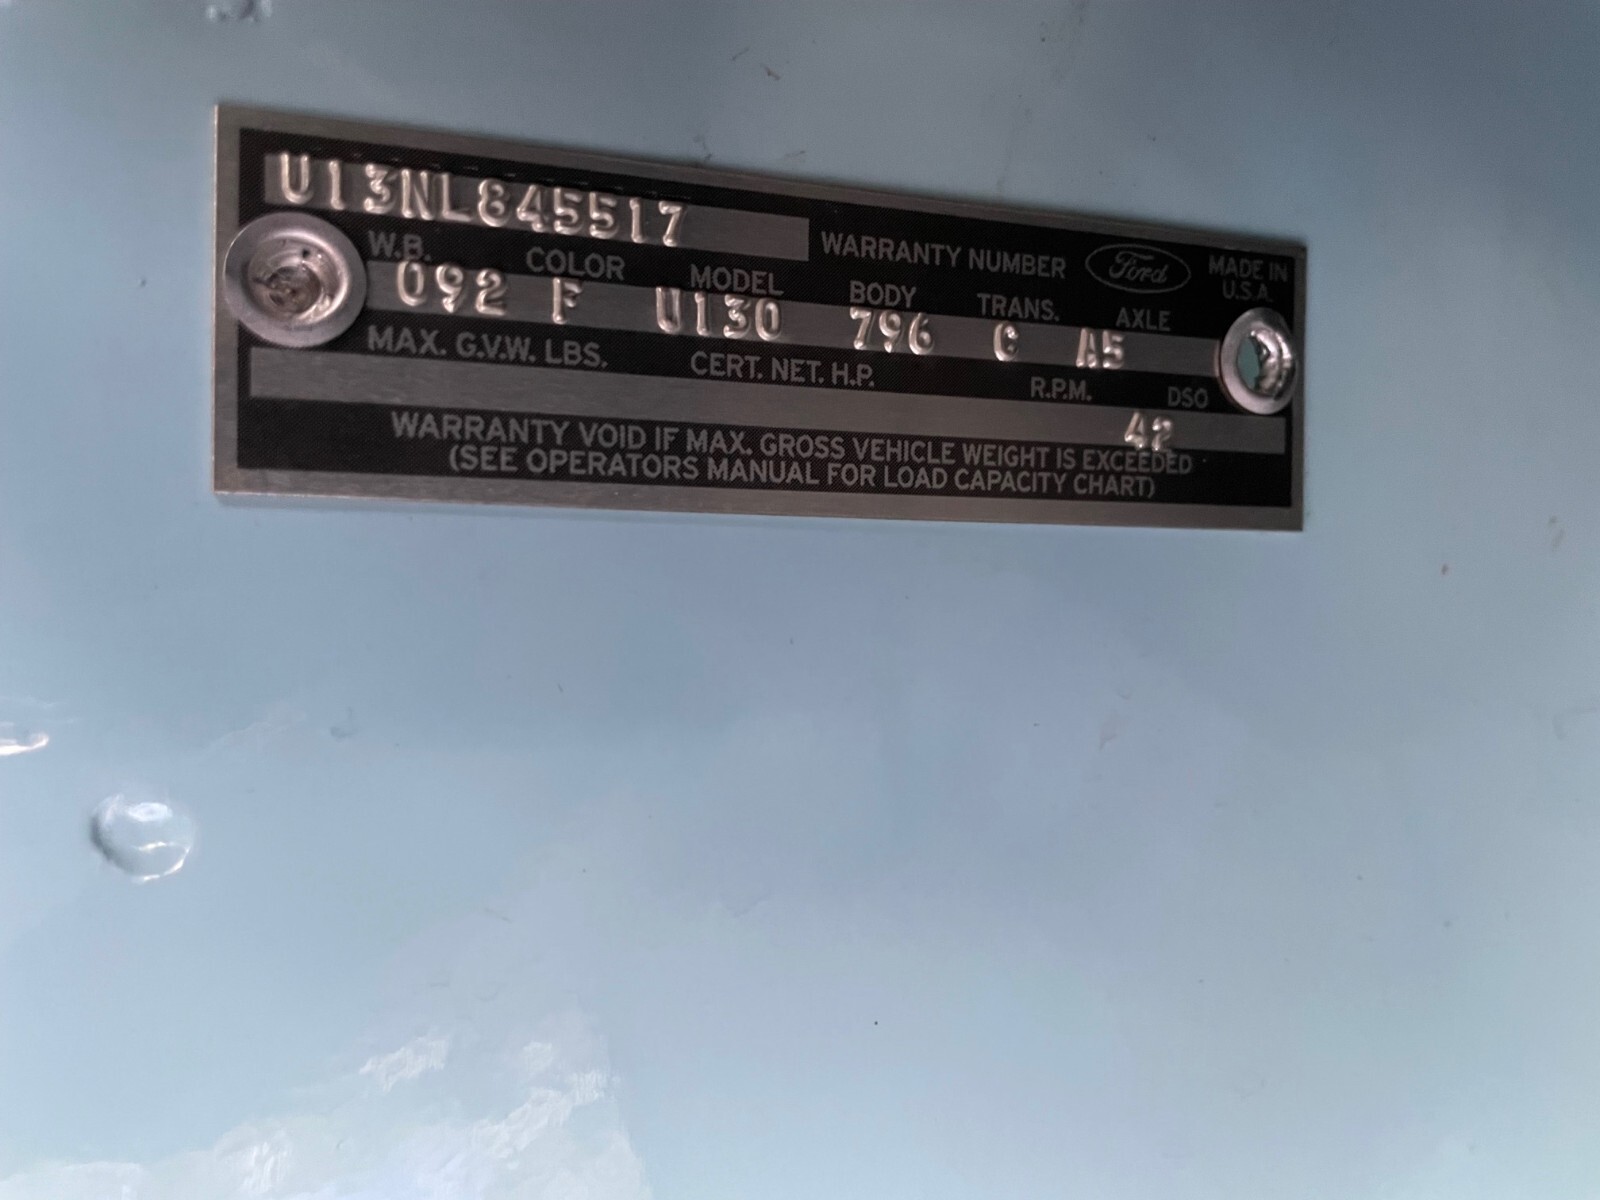 U13NL845517
WARRANTY NUMBER Ford MADE IN U.S.A.
W.B. COLOR MODEL BODY TRANS. AXLE
092 F U130 796 C A5
MAX. G.V.W. LBS. CERT. NET. H.P. R.P.M. DSO
42
WARRANTY VOID IF MAX. GROSS VEHICLE WEIGHT IS EXCEEDED
(SEE OPERATORS MANUAL FOR LOAD CAPACITY CHART)